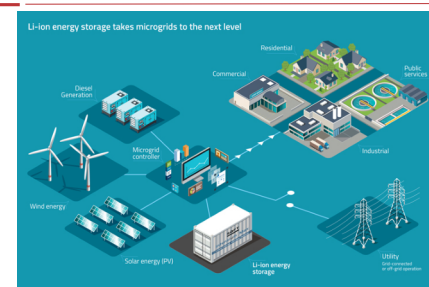 Li-ion energy storage takes microgrids to the next level
Residential
Commercial
Public
services
Diesel
Generation
Microgrid
controller
Industrial
Wind energy
Solar energy (PV)
Li-ion energy
storage
Utility
Grid-connected
or off-grid operation